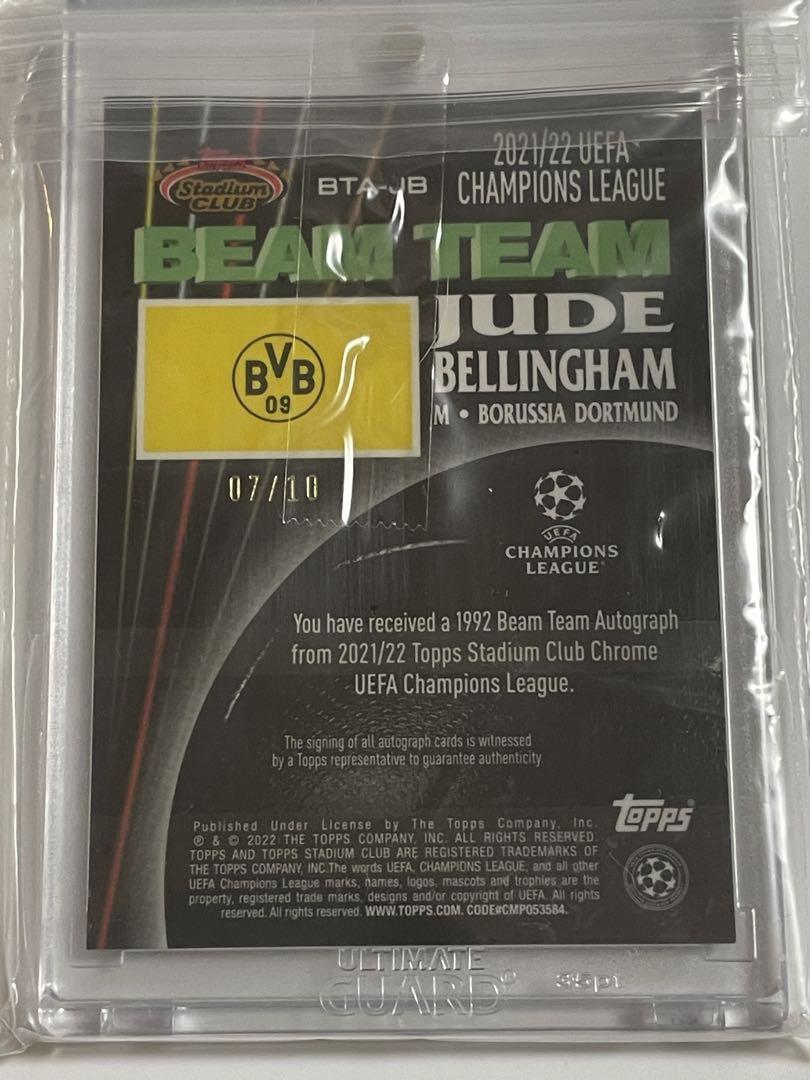 Stadium
CLUB
BTA-JB
2021/22 UEFA
CHAMPIONS LEAGUE
BEAM TEAM
JUDE
BELLINGHAM
M • BORUSSIA DORTMUND
BVB
09
07/10
UEFA
CHAMPIONS
LEAGUE®
You have received a 1992 Beam Team Autograph
from 2021/22 Topps Stadium Club Chrome
UEFA Champions League.
The signing of all autograph cards is witnessed
by a Topps representative to guarantee authenticity
topps®
Published Under License by The Topps Company, Inc.
℗ & © 2022 THE TOPPS COMPANY, INC. ALL RIGHTS RESERVED.
TOPPS AND TOPPS STADIUM CLUB ARE REGISTERED TRADEMARKS OF
THE TOPPS COMPANY, INC.The words UEFA, CHAMPIONS LEAGUE, and all other
UEFA Champions League marks, names, logos, mascots and trophies are the
property, registered trade marks, designs and/or copyright of UEFA. All rights
reserved. All rights reserved. WWW.TOPPS.COM. CODE#CMP053584.
ULTIMATE
GUARD®
35pt